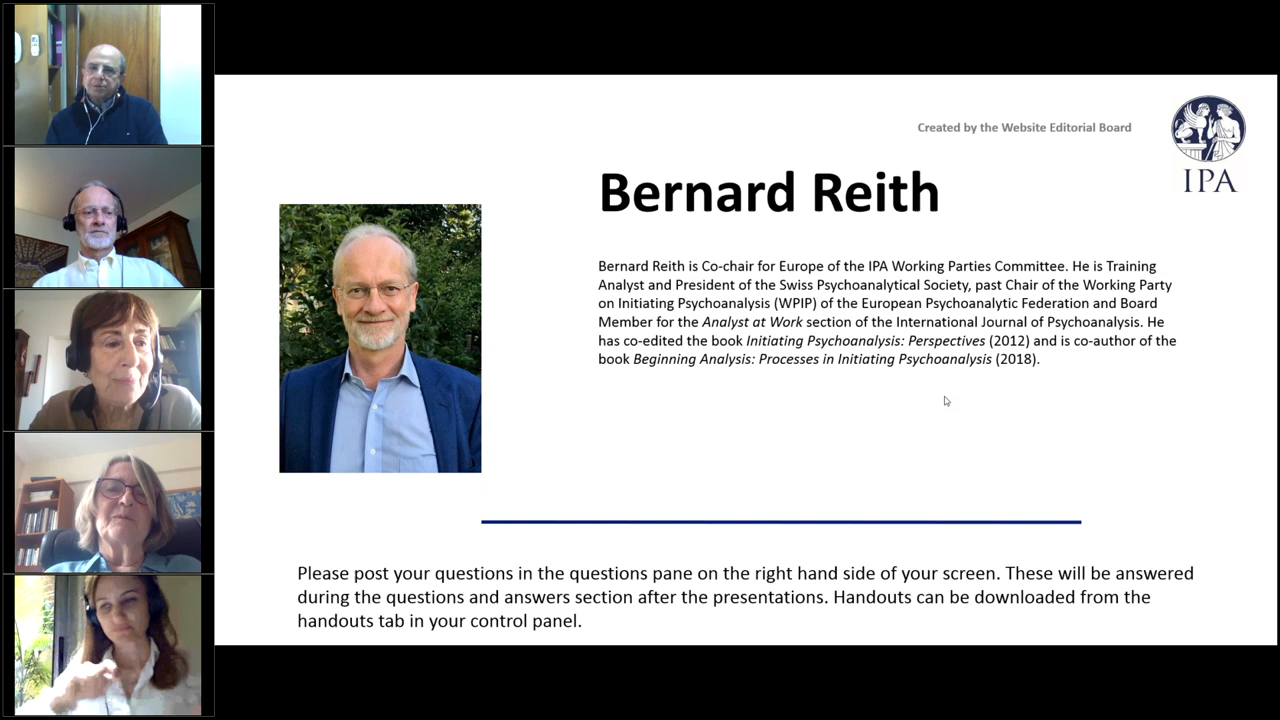 Created by the Website Editorial Board
IPA
Bernard Reith
Bernard Reith is Co-chair for Europe of the IPA Working Parties Committee. He is Training
Analyst and President of the Swiss Psychoanalytical Society, past Chair of the Working Party
on Initiating Psychoanalysis (WPIP) of the European Psychoanalytic Federation and Board
Member for the Analyst at Work section of the International Journal of Psychoanalysis. He
has co-edited the book Initiating Psychoanalysis: Perspectives (2012) and is co-author of the
book Beginning Analysis: Processes in Initiating Psychoanalysis (2018).
Please post your questions in the questions pane on the right hand side of your screen. These will be answered
during the questions and answers section after the presentations. Handouts can be downloaded from the
handouts tab in your control panel.